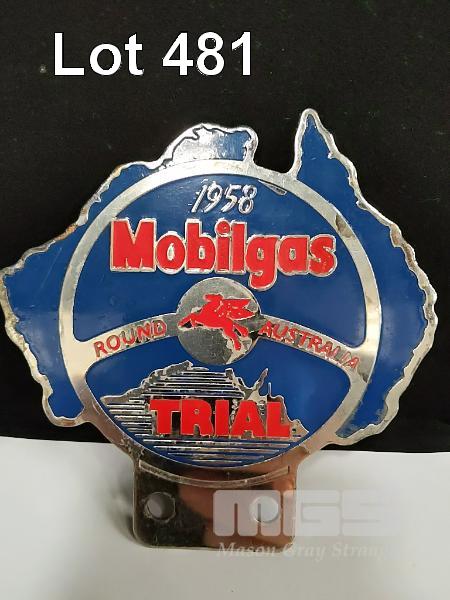 Lot 481
1958
Mobilgas
ROUND AUSTRALIA
TRIAL
MGS
Mason Gray Strange